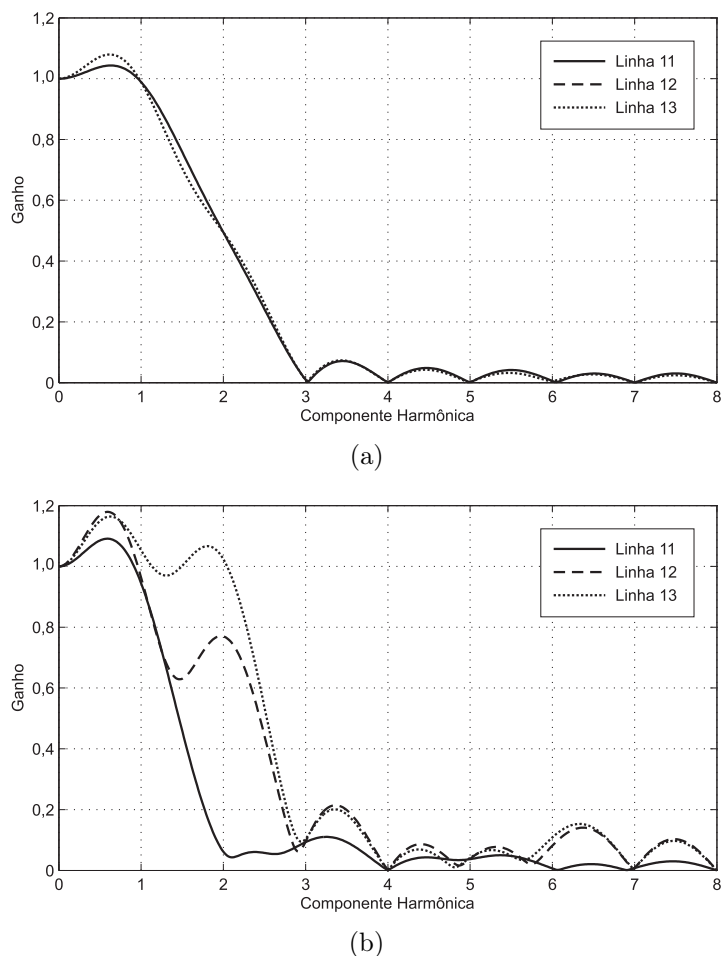 1,2
1,0
0,8
0,6
0,4
0,2
0
Ganho
Linha 11
Linha 12
Linha 13
0 1 2 3 4 5 6 7 8
Componente Harmônica
(a)
1,2
1,0
0,8
0,6
0,4
0,2
0
Ganho
Linha 11
Linha 12
Linha 13
0 1 2 3 4 5 6 7 8
Componente Harmônica
(b)